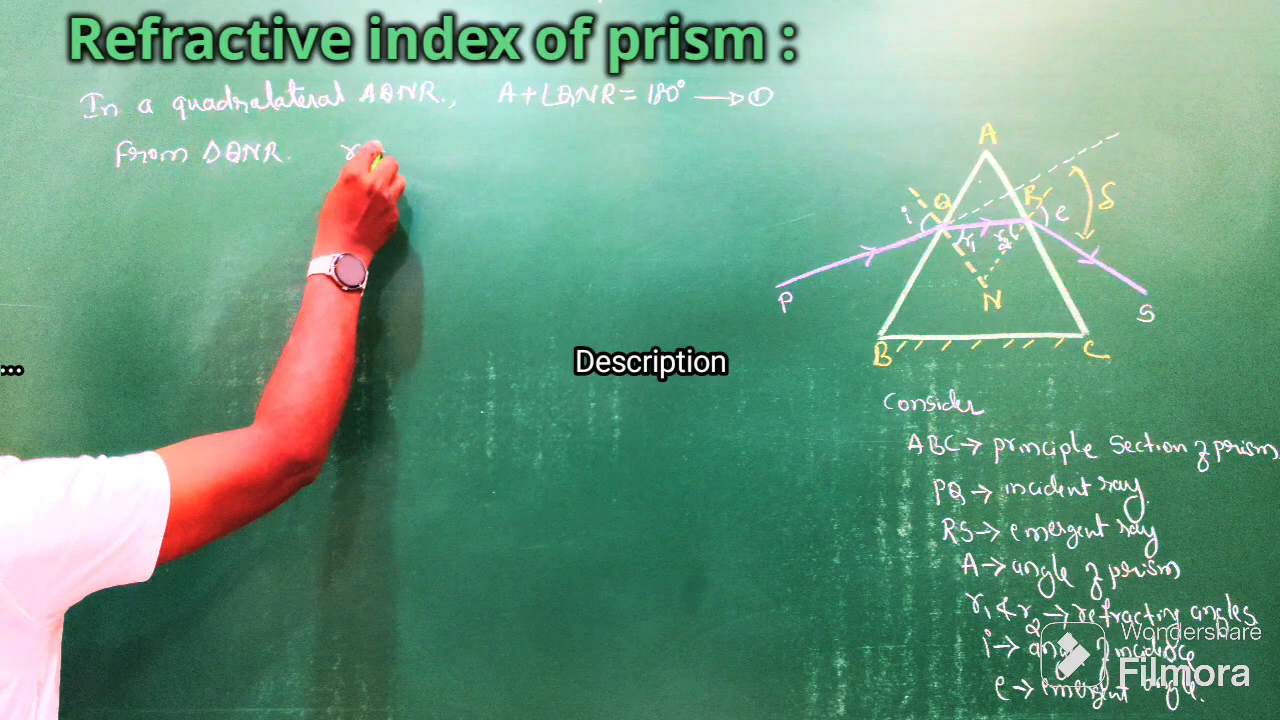 Refractive index of prism :
In a quadralateral AQNR., A+∠QNR = 180° → ①
From ΔQNR. r
A
Q
R
i
e
δ
r₁
r₂
P
N
S
B
C
...
Description
Consider
ABC → principle Section of prism
PQ → incident ray.
RS → emergent ray
A → angle of prism
r₁ & r₂ → refracting angles
i → angle of incidence
e → emergent angle.
Wondershare
Filmora